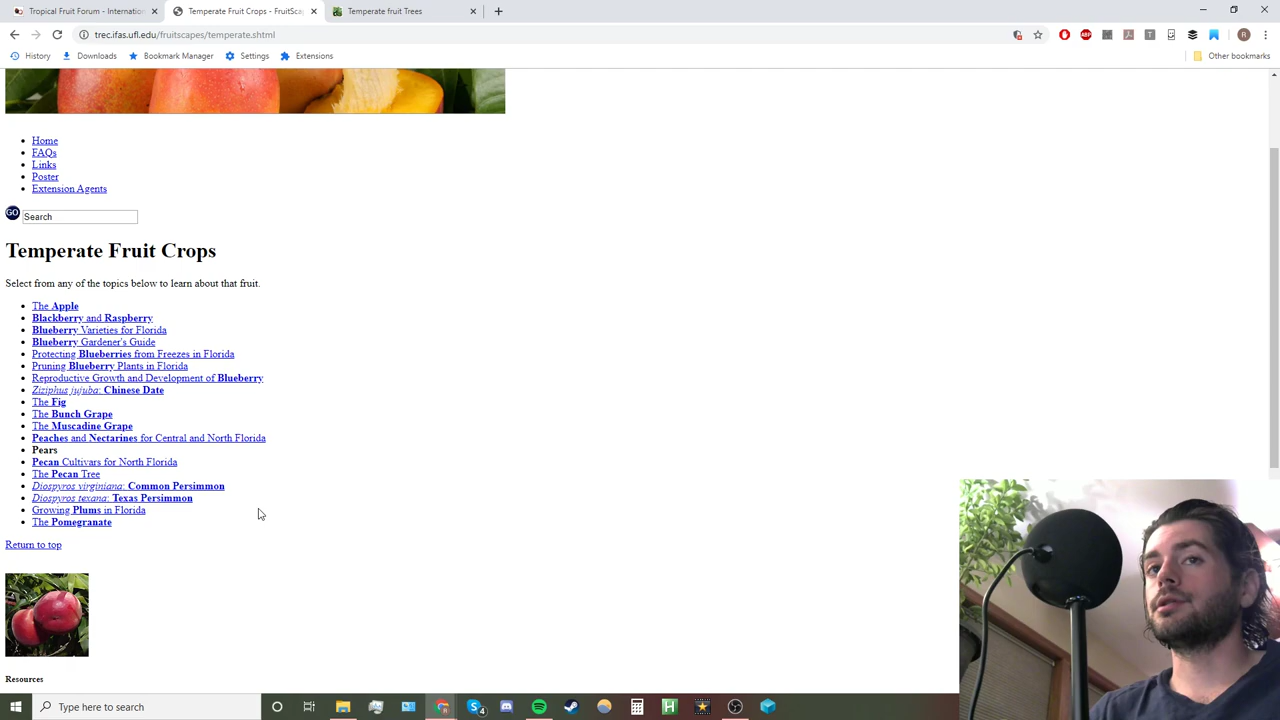 Tropical Fruit Forum - Internation
Temperate Fruit Crops - FruitSca
Temperate fruit Trees
trec.ifas.ufl.edu/fruitscapes/temperate.shtml
History
Downloads
Bookmark Manager
Settings
Extensions
Other bookmarks
Home
FAQs
Links
Poster
Extension Agents
GO
Search
Temperate Fruit Crops
Select from any of the topics below to learn about that fruit.
The Apple
Blackberry and Raspberry
Blueberry Varieties for Florida
Blueberry Gardener's Guide
Protecting Blueberries from Freezes in Florida
Pruning Blueberry Plants in Florida
Reproductive Growth and Development of Blueberry
Ziziphus jujuba: Chinese Date
The Fig
The Bunch Grape
The Muscadine Grape
Peaches and Nectarines for Central and North Florida
Pears
Pecan Cultivars for North Florida
The Pecan Tree
Diospyros virginiana: Common Persimmon
Diospyros texana: Texas Persimmon
Growing Plums in Florida
The Pomegranate
Return to top
Resources
Type here to search